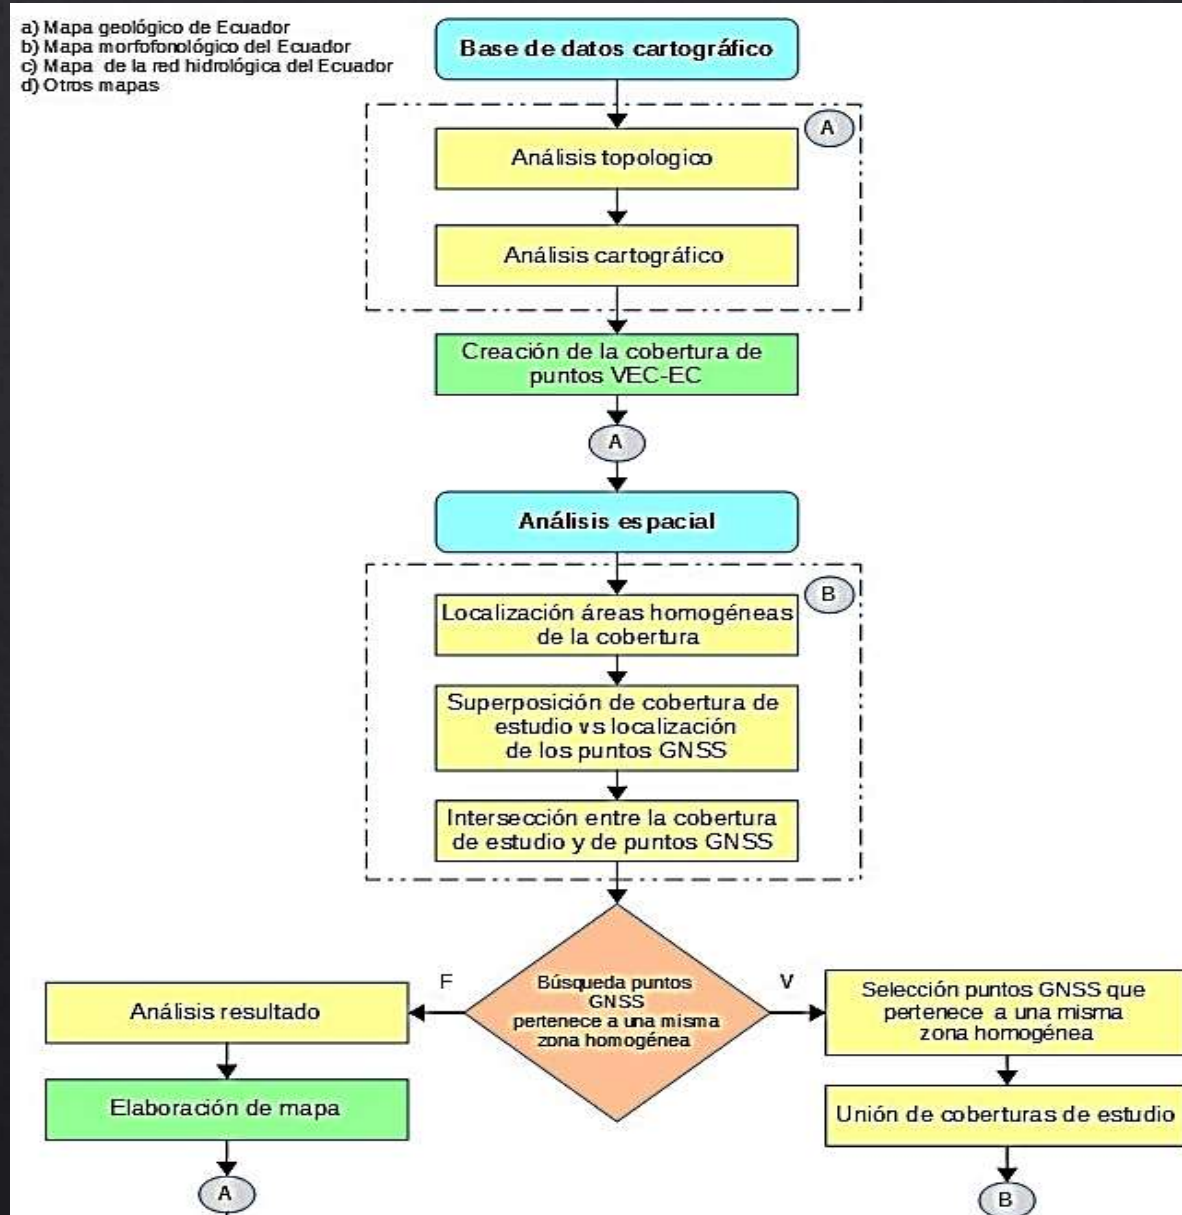 a) Mapa geológico de Ecuador
b) Mapa morfofonológico del Ecuador
c) Mapa de la red hidrológica del Ecuador
d) Otros mapas
Base de datos cartográfico
A
Análisis topologico
Análisis cartográfico
Creación de la cobertura de
puntos VEC-EC
A
Análisis espacial
B
Localización áreas homogéneas
de la cobertura
Superposición de cobertura de
estudio vs localización
de los puntos GNSS
Intersección entre la cobertura
de estudio y de puntos GNSS
Búsqueda puntos
GNSS
pertenece a una misma
zona homogénea
F
Análisis resultado
Elaboración de mapa
A
V
Selección puntos GNSS que
pertenece a una misma
zona homogénea
Unión de coberturas de estudio
B